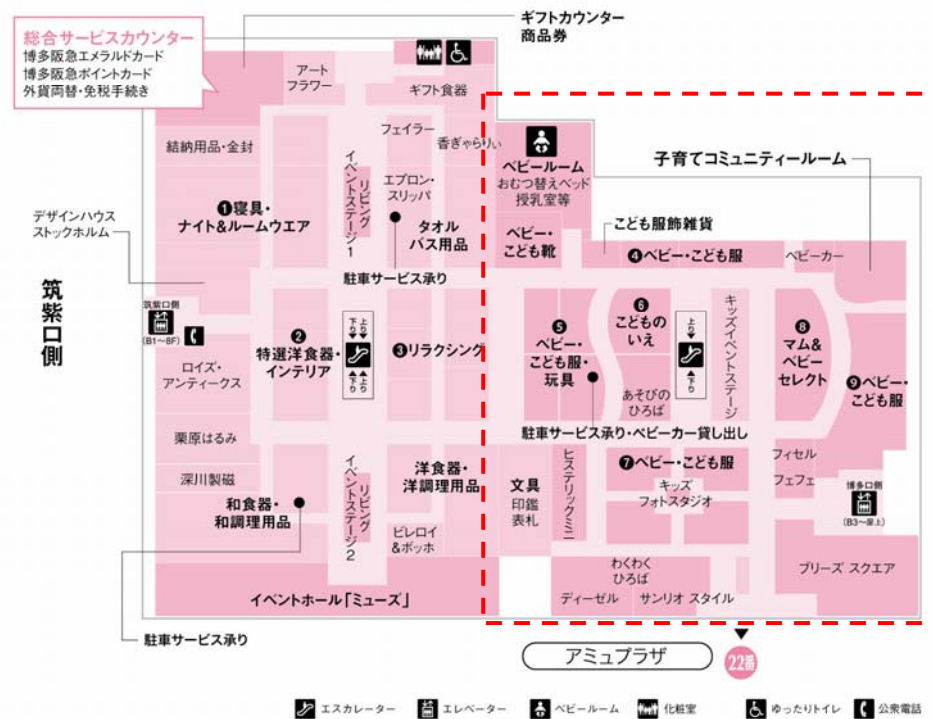 ギフトカウンター
商品券
総合サービスカウンター
博多阪急エメラルドカード
博多阪急ポイントカード
外貨両替・免税手続き
アート
フラワー
ギフト食器
フェイラー
香ぎゃらりい
結納用品・金封
イベントステージ1
リビング
エプロン・
スリッパ
❶寝具・
ナイト&ルームウエア
タオル
バス用品
駐車サービス承り
デザインハウス
ストックホルム
筑紫口側
筑紫口側
(B1〜8F)
❷
特選洋食器・
インテリア
下り
上り
上り
下り
❸リラクシング
ロイズ・
アンティークス
栗原はるみ
深川製磁
和食器・
和調理用品
イベントステージ2
リビング
洋食器・
洋調理用品
ビレロイ
&ボッホ
イベントホール「ミューズ」
駐車サービス承り
ベビールーム
おむつ替えベッド
授乳室等
ベビー・
こども靴
子育てコミュニティールーム
こども服飾雑貨
❹ベビー・こども服
ベビーカー
❺
ベビー・
こども服・
玩具
❻
こどもの
いえ
あそびの
ひろば
上り
下り
キッズイベントステージ
❽
マム&
ベビー
セレクト
❾ベビー・
こども服
駐車サービス承り・ベビーカー貸し出し
文具
印鑑
表札
ヒステリックミニ
❼ベビー・こども服
キッズ
フォトスタジオ
フィセル
フェフェ
博多口側
(B3〜屋上)
わくわく
ひろば
ディーゼル
サンリオ スタイル
ブリーズ スクエア
アミュプラザ
22番
エスカレーター
エレベーター
ベビールーム
化粧室
ゆったりトイレ
公衆電話